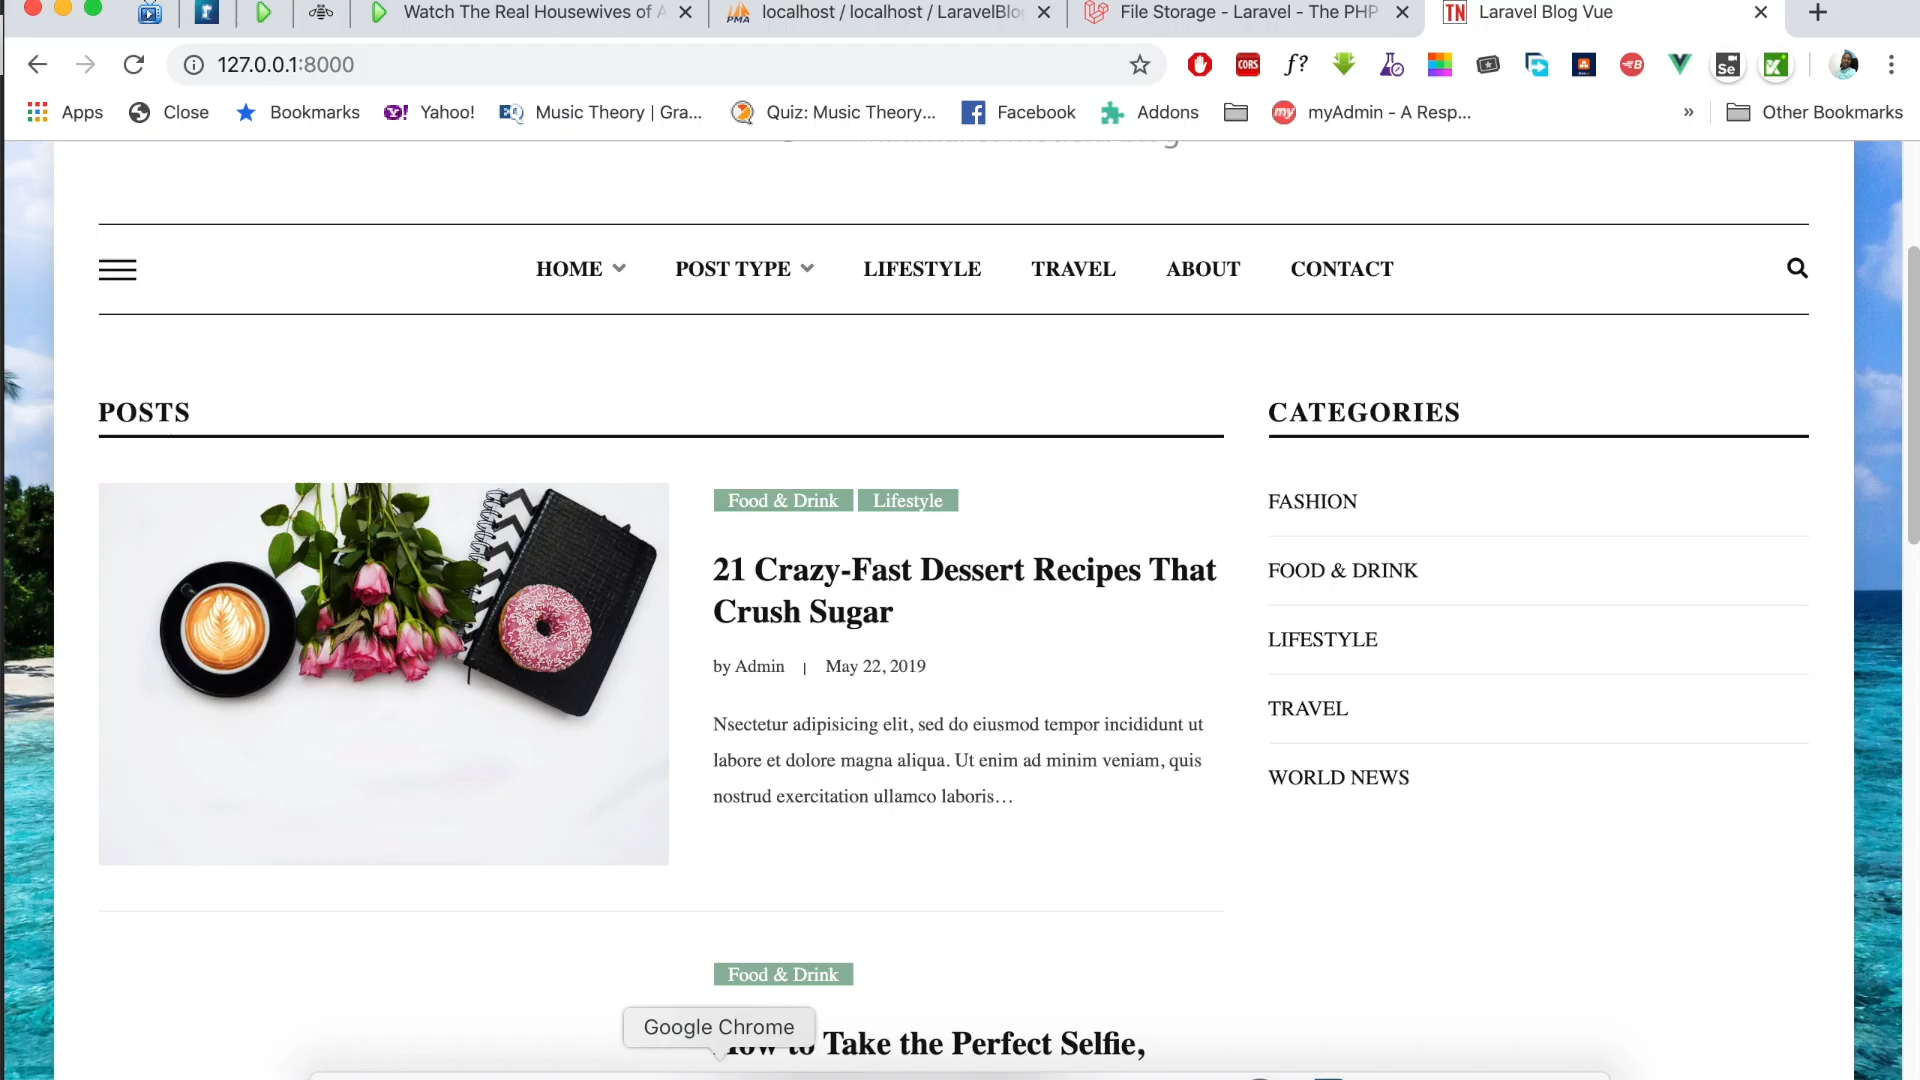 Watch The Real Housewives of A
PMA
localhost / localhost / LaravelBlo
File Storage - Laravel - The PHP
TN
Laravel Blog Vue
127.0.0.1:8000
CORS
f?
B
Se
Apps
Close
Bookmarks
Yahoo!
Music Theory | Gra...
Quiz: Music Theory...
Facebook
Addons
my
myAdmin - A Resp...
»
Other Bookmarks
HOME
POST TYPE
LIFESTYLE
TRAVEL
ABOUT
CONTACT
POSTS
Food & Drink
Lifestyle
21 Crazy-Fast Dessert Recipes That
Crush Sugar
by Admin | May 22, 2019
Nsectetur adipisicing elit, sed do eiusmod tempor incididunt ut
labore et dolore magna aliqua. Ut enim ad minim veniam, quis
nostrud exercitation ullamco laboris…
CATEGORIES
FASHION
FOOD & DRINK
LIFESTYLE
TRAVEL
WORLD NEWS
Food & Drink
Google Chrome
How to Take the Perfect Selfie,